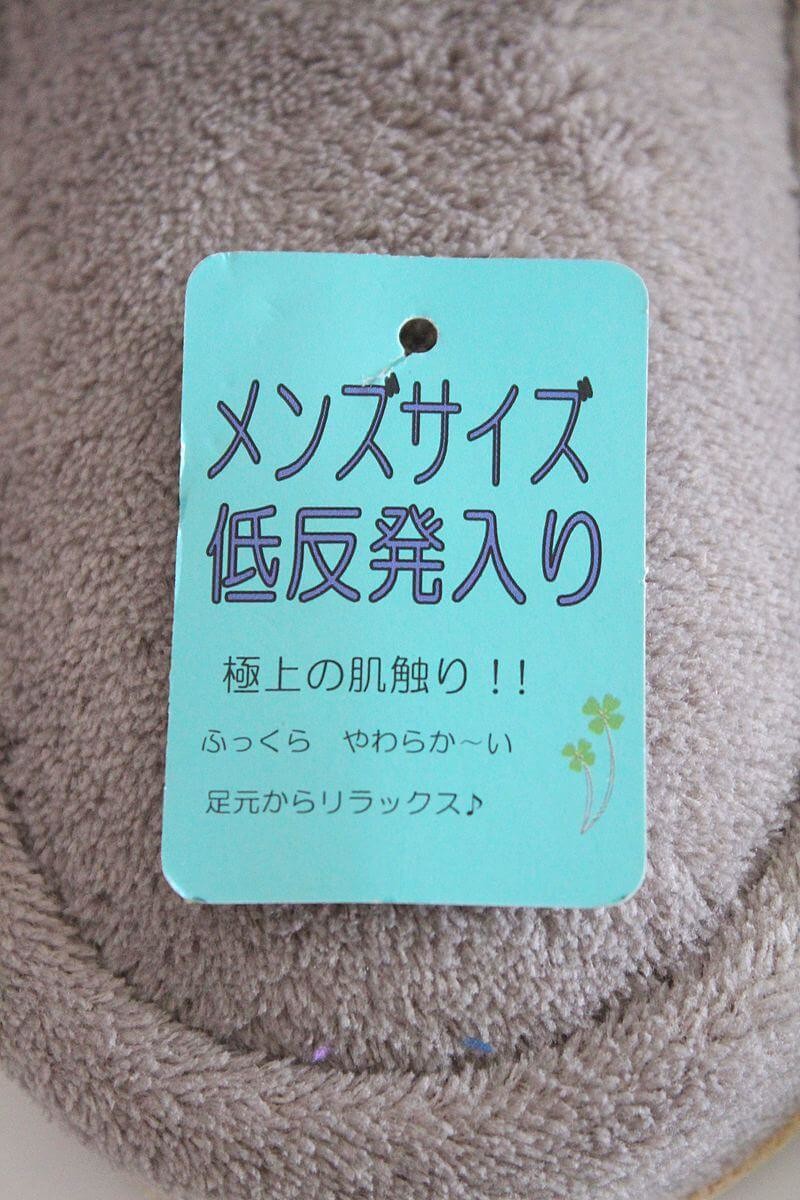 メンズサイズ
低反発入り
極上の肌触り！！
ふっくら　やわらか～い
足元からリラックス♪